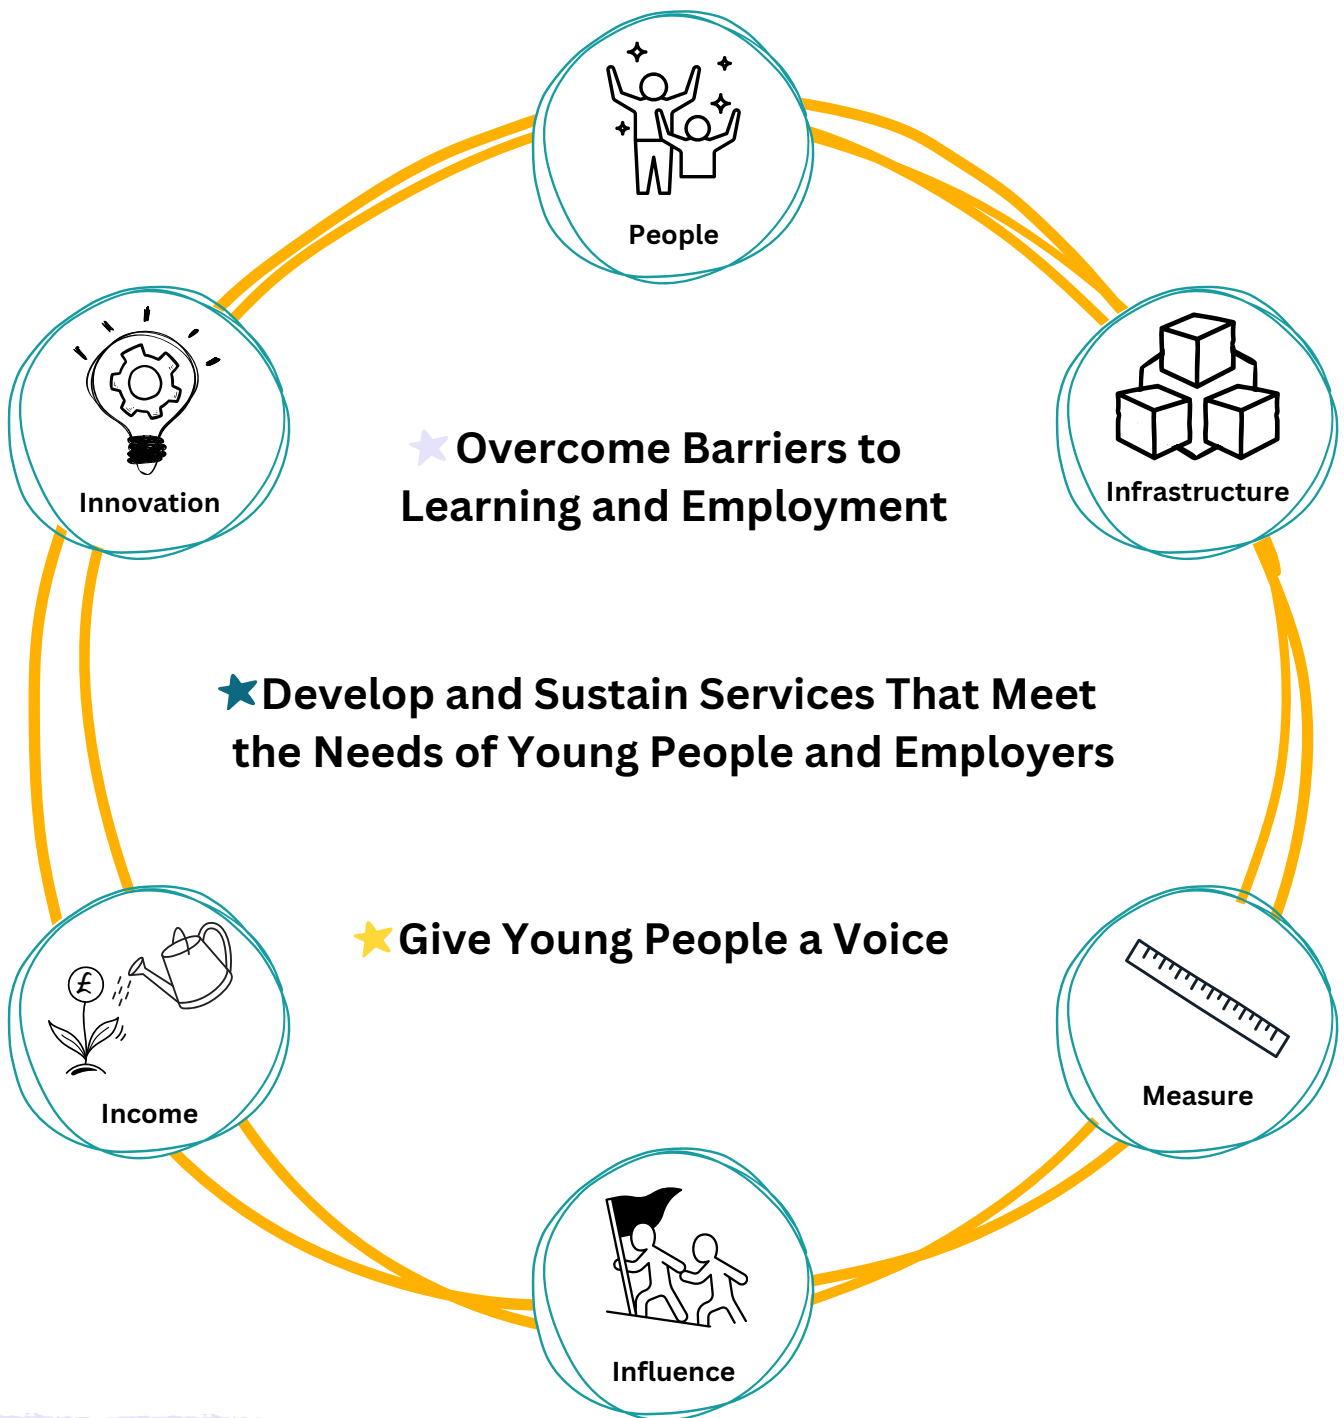 People
Infrastructure
Innovation
Overcome Barriers to
Learning and Employment
Develop and Sustain Services That Meet
the Needs of Young People and Employers
Give Young People a Voice
£
Income
Measure
Influence